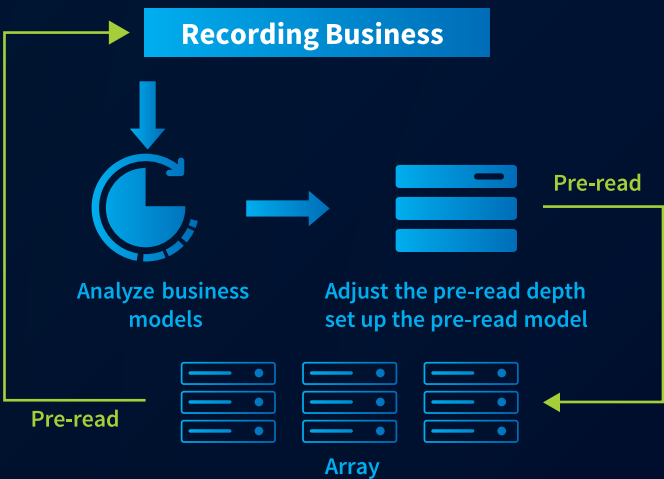 Recording Business
Pre-read
Analyze business
models
Adjust the pre-read depth
set up the pre-read model
Pre-read
Array